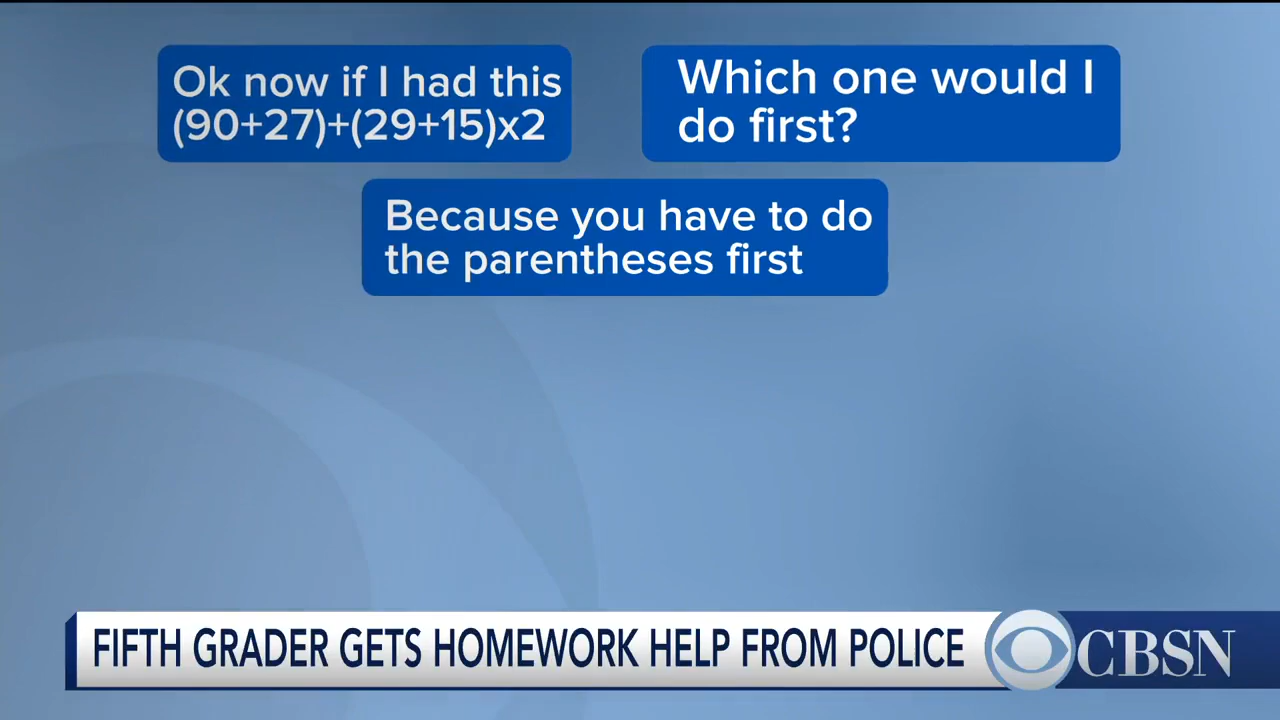 Ok now if I had this
(90+27)+(29+15)x2
Which one would I
do first?
Because you have to do
the parentheses first
FIFTH GRADER GETS HOMEWORK HELP FROM POLICE
CBSN